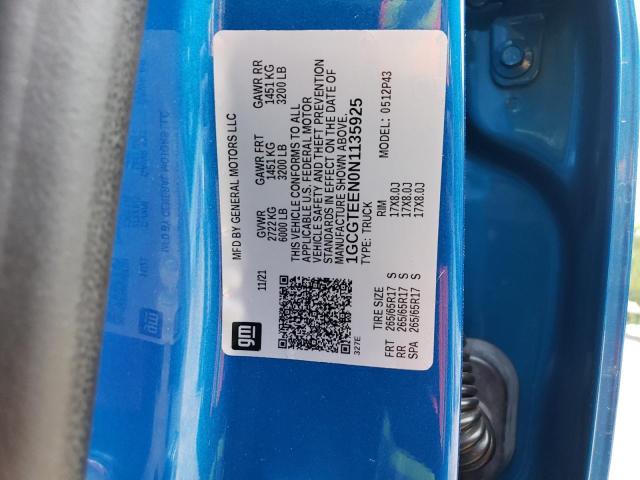 gm
MFD BY GENERAL MOTORS LLC
11/21 GVWR GAWR FRT GAWR RR
2722 KG 1451 KG 1451 KG
6000 LB 3200 LB 3200 LB
THIS VEHICLE CONFORMS TO ALL
APPLICABLE U.S. FEDERAL MOTOR
VEHICLE SAFETY AND THEFT PREVENTION
STANDARDS IN EFFECT ON THE DATE OF
MANUFACTURE SHOWN ABOVE.
1GCGTEEN0N1135925
327E TYPE: TRUCK MODEL: 0512P43
TIRE SIZE RIM
FRT 265/65R17 S 17X8.0J
RR 265/65R17 S 17X8.0J
SPA 265/65R17 S 17X8.0J